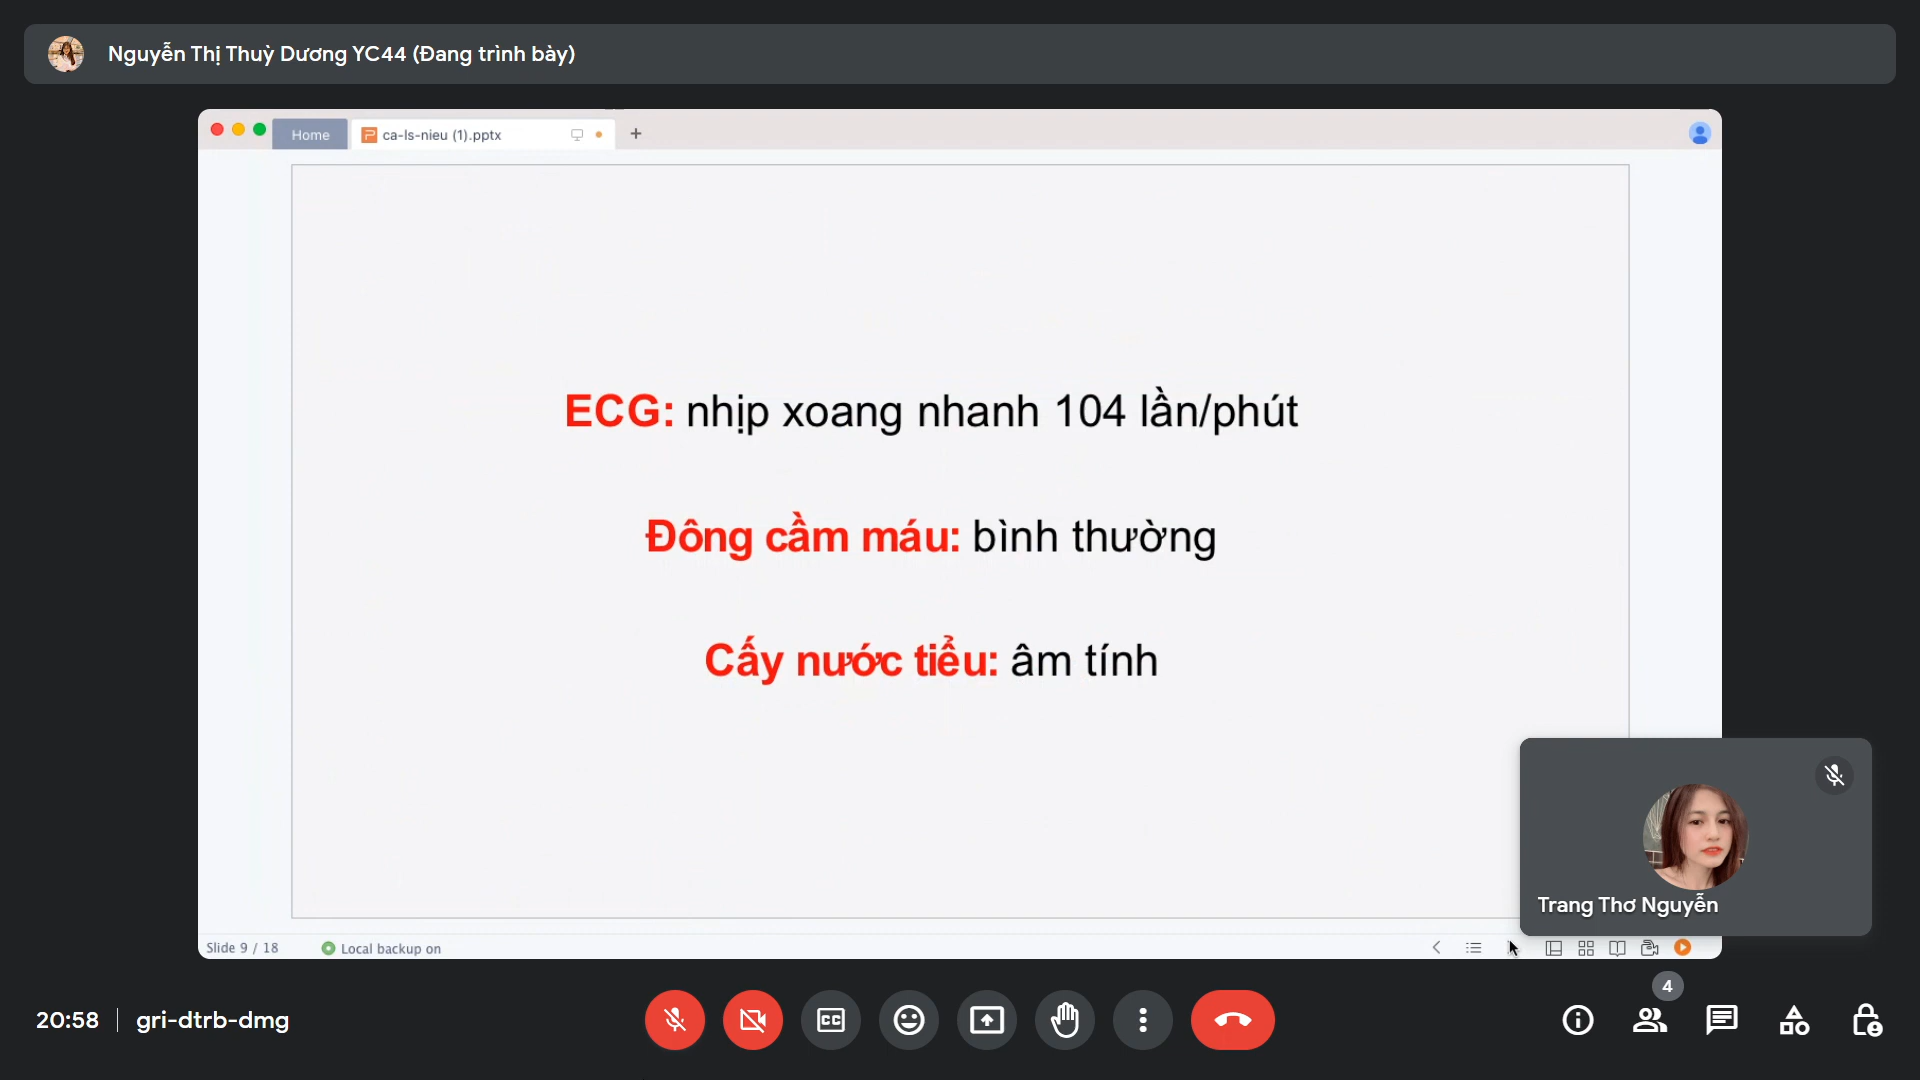 Nguyễn Thị Thuỳ Dương YC44 (Đang trình bày)
Home
ca-ls-nieu (1).pptx
ECG: nhịp xoang nhanh 104 lần/phút
Đông cầm máu: bình thường
Cấy nước tiểu: âm tính
Trang Thơ Nguyễn
Slide 9 / 18
Local backup on
4
20:58
gri-dtrb-dmg
CC